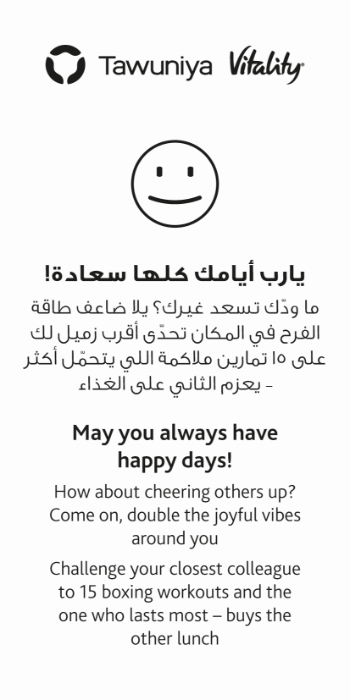 Tawuniya Vitality
يارب أيامك كلها سعادة!
ما ودّك تسعد غيرك؟ يلا ضاعف طاقة
الفرح في المكان تحدّى أقرب زميل لك
على ١٥ تمارين ملاكمة اللي يتحمّل أكثر
- يعزم الثاني على الغذاء
May you always have
happy days!
How about cheering others up?
Come on, double the joyful vibes
around you
Challenge your closest colleague
to 15 boxing workouts and the
one who lasts most – buys the
other lunch